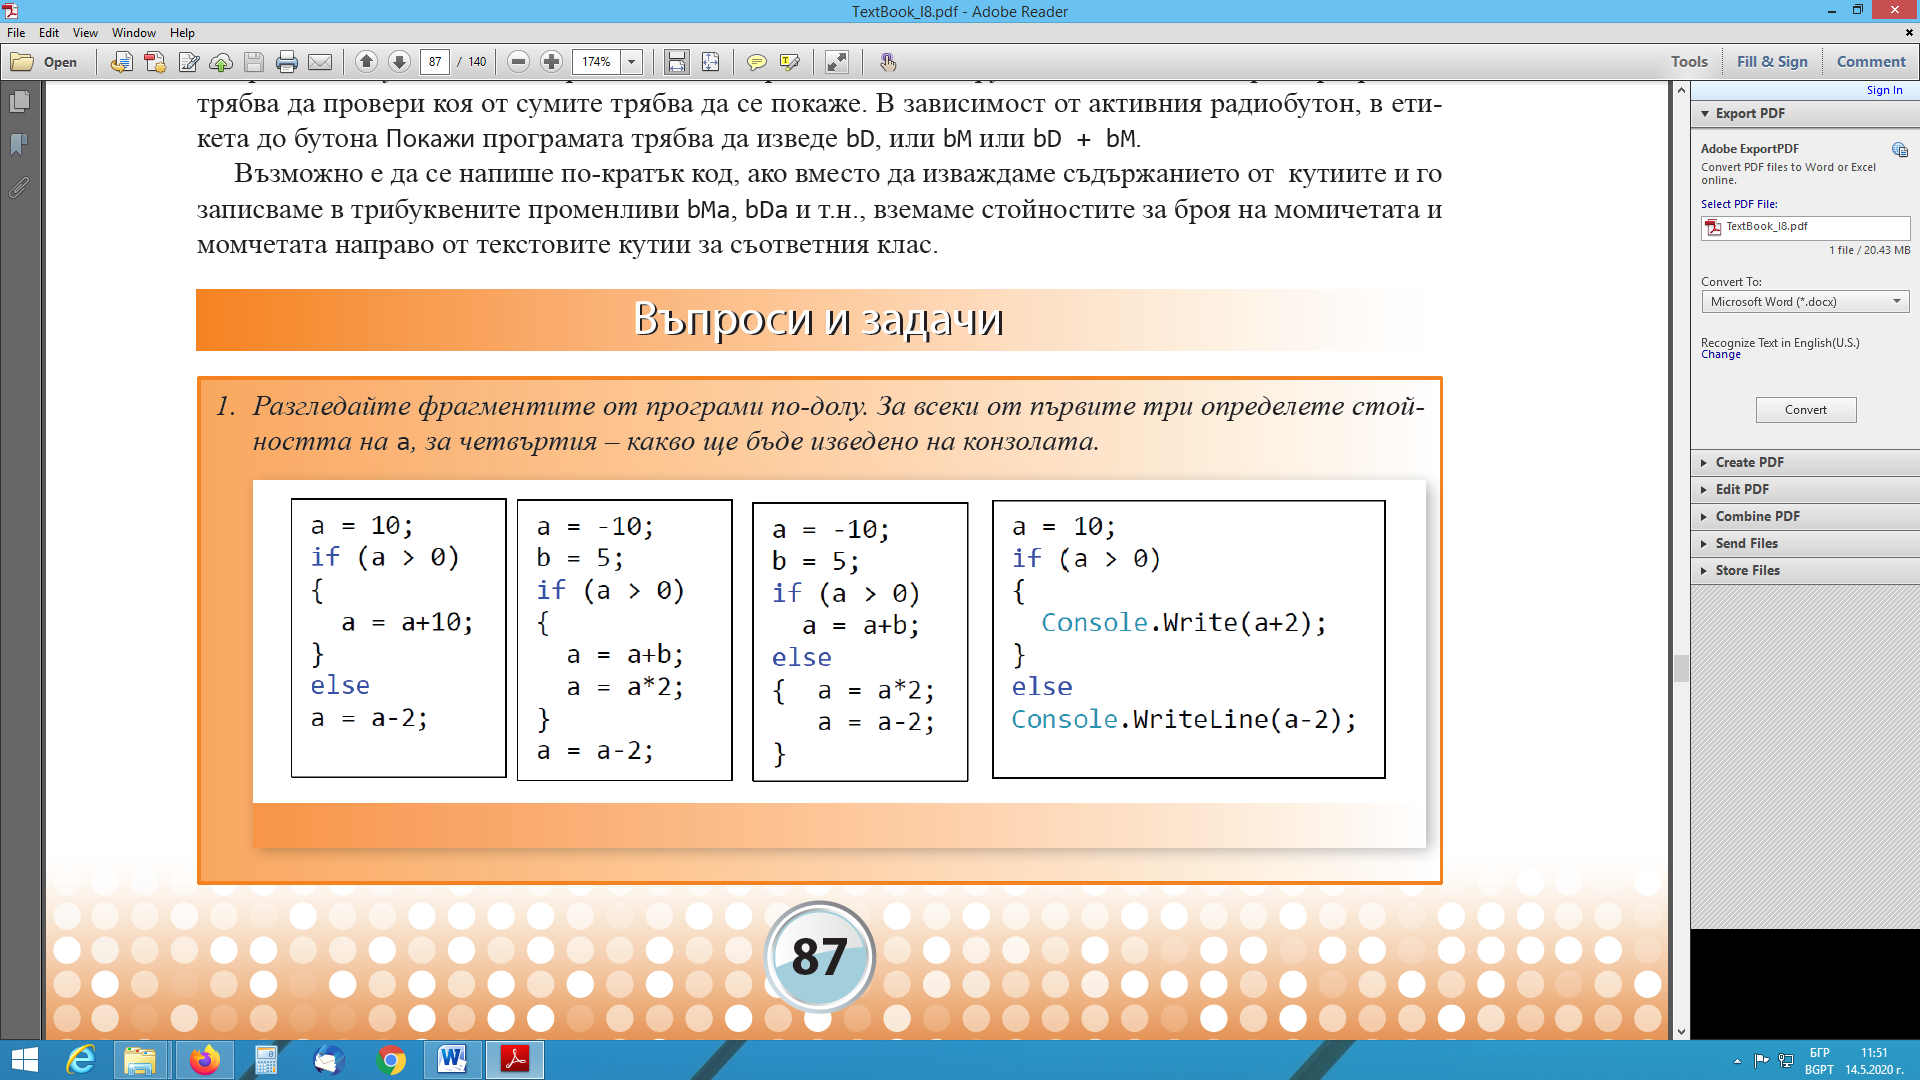 TextBook_I8.pdf - Adobe Reader
File Edit View Window Help
Open 87 / 140 174% Tools Fill & Sign Comment
Sign In
трябва да провери коя от сумите трябва да се покаже. В зависимост от активния радиобутон, в ети-
кета до бутона Покажи програмата трябва да изведе bD, или bM или bD + bM.
Възможно е да се напише по-кратък код, ако вместо да изваждаме съдържанието от кутиите и го
записваме в трибуквените променливи bMa, bDa и т.н., вземаме стойностите за броя на момичетата и
момчетата направо от текстовите кутии за съответния клас.
Въпроси и задачи
1. Разгледайте фрагментите от програми по-долу. За всеки от първите три определете стой-
ността на a, за четвъртия – какво ще бъде изведено на конзолата.
a = 10;
if (a > 0)
{
a = a+10;
}
else
a = a-2;
a = -10;
b = 5;
if (a > 0)
{
a = a+b;
a = a*2;
}
a = a-2;
a = -10;
b = 5;
if (a > 0)
a = a+b;
else
{ a = a*2;
a = a-2;
}
a = 10;
if (a > 0)
{
Console.Write(a+2);
}
else
Console.WriteLine(a-2);
87
Export PDF
Adobe ExportPDF
Convert PDF files to Word or Excel
online.
Select PDF File:
TextBook_I8.pdf
1 file / 20.43 MB
Convert To:
Microsoft Word (*.docx)
Recognize Text in English(U.S.)
Change
Convert
Create PDF
Edit PDF
Combine PDF
Send Files
Store Files
БГР 11:51
BGPT 14.5.2020 г.